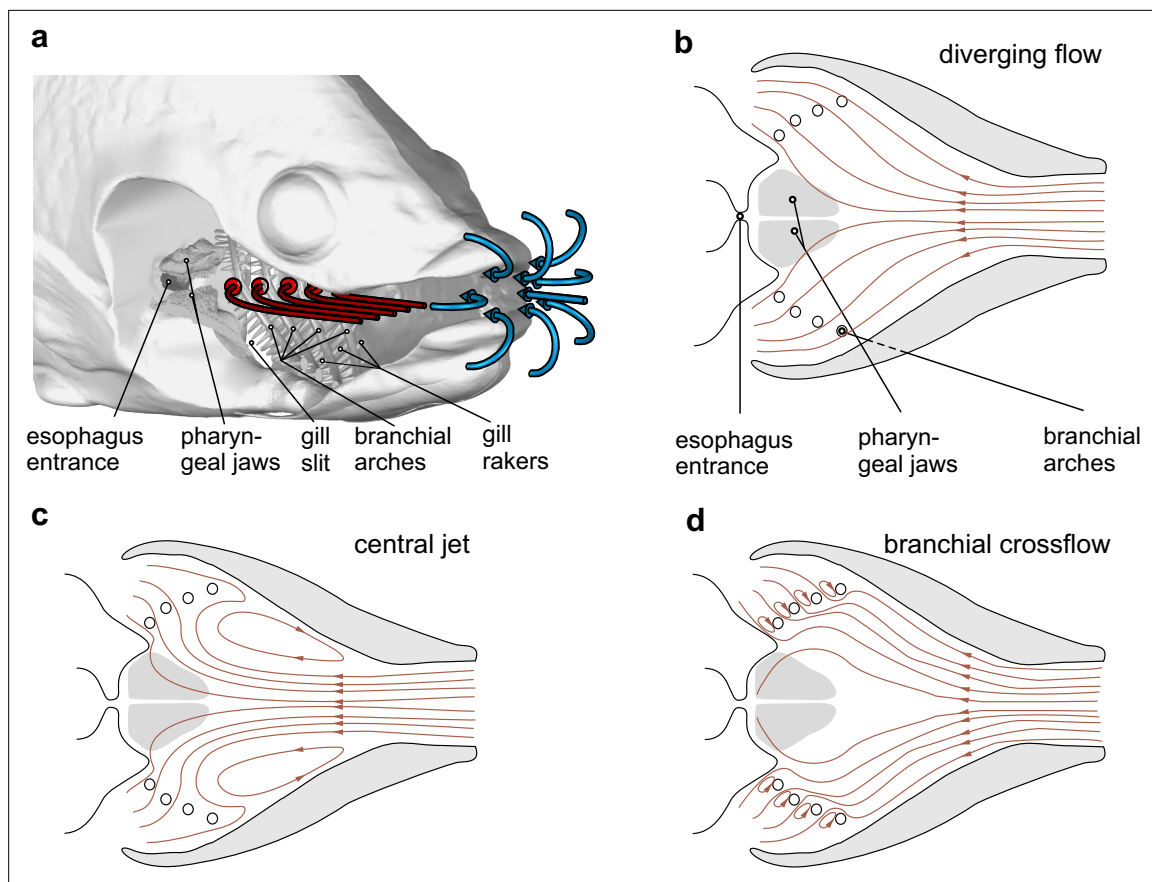 a
esophagus
entrance
pharyn-
geal jaws
gill
slit
branchial
arches
gill
rakers
b
diverging flow
esophagus
entrance
pharyn-
geal jaws
branchial
arches
c
central jet
d
branchial crossflow